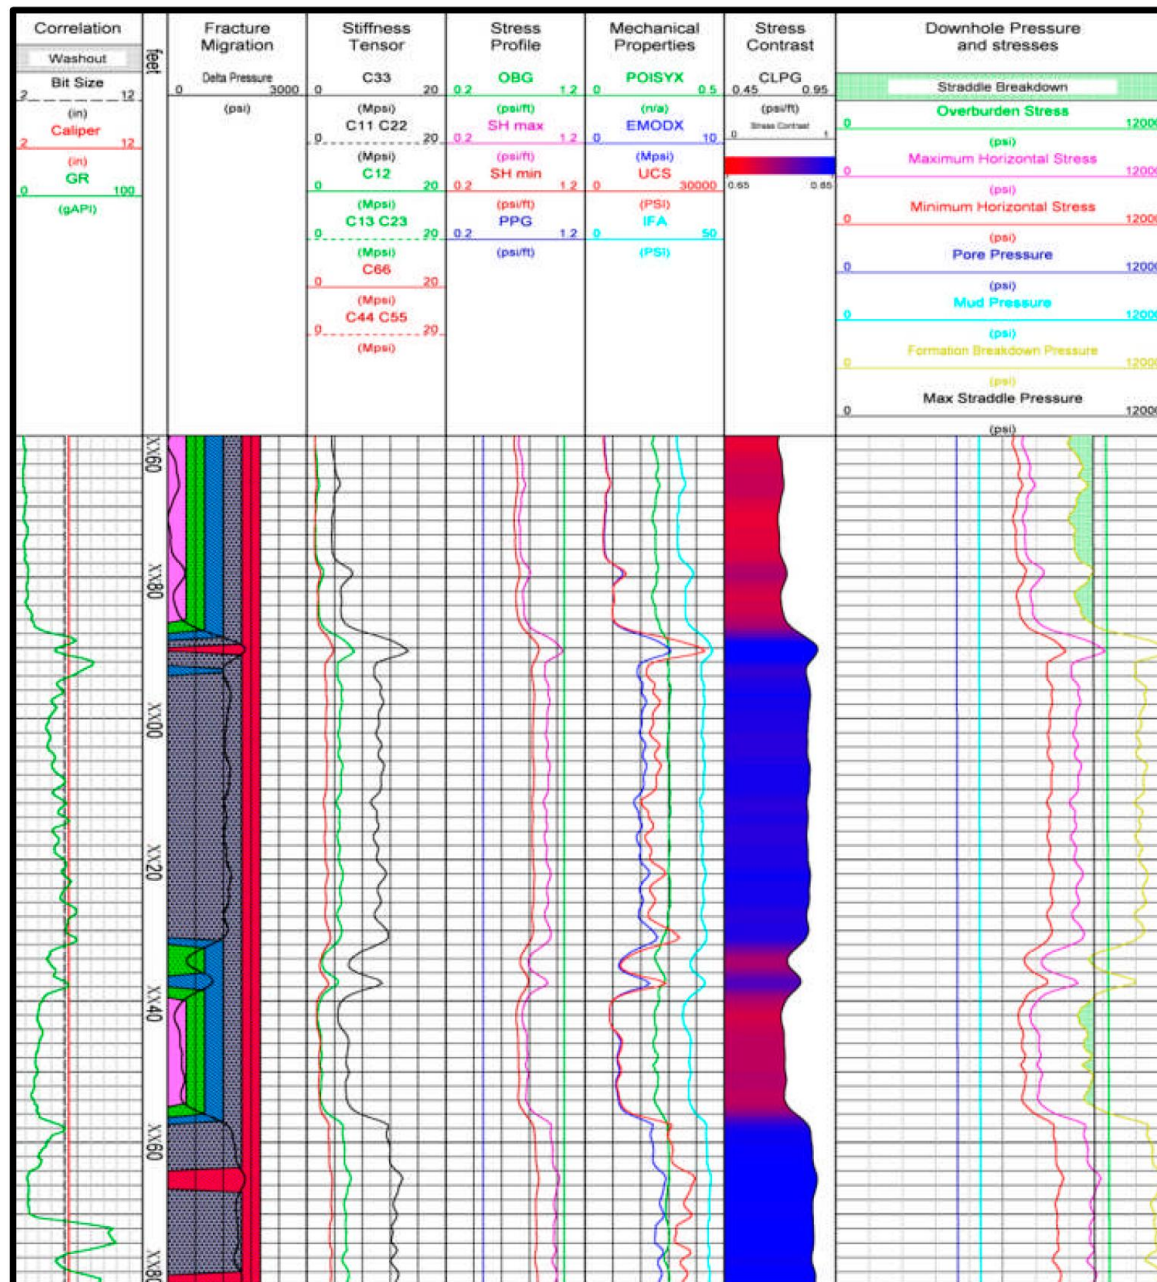 Correlation
Washout
Bit Size
2 12
(in)
Caliper
2 12
(in)
GR
0 100
(gAPI)
feet
Fracture
Migration
Delta Pressure
0 3000
(psi)
Stiffness
Tensor
C33
0 20
(Mpsi)
C11 C22
0 20
(Mpsi)
C12
0 20
(Mpsi)
C13 C23
0 20
(Mpsi)
C66
0 20
(Mpsi)
C44 C55
0 20
(Mpsi)
Stress
Profile
OBG
0.2 1.2
(psi/ft)
SH max
0.2 1.2
(psi/ft)
SH min
0.2 1.2
(psi/ft)
PPG
0.2 1.2
(psi/ft)
Mechanical
Properties
POISYX
0 0.5
(n/a)
EMODX
0 10
(Mpsi)
UCS
0 30000
(PSI)
IFA
0 50
(PSI)
Stress
Contrast
CLPG
0.45 0.95
(psi/ft)
Stress Contrast
0 1
0.65 0.85
Downhole Pressure
and stresses
Straddle Breakdown
Overburden Stress
0 12000
(psi)
Maximum Horizontal Stress
0 12000
(psi)
Minimum Horizontal Stress
0 12000
(psi)
Pore Pressure
0 12000
(psi)
Mud Pressure
0 12000
(psi)
Formation Breakdown Pressure
0 12000
(psi)
Max Straddle Pressure
0 12000
(psi)
XX60
XX80
XX00
XX20
XX40
XX60
XX80